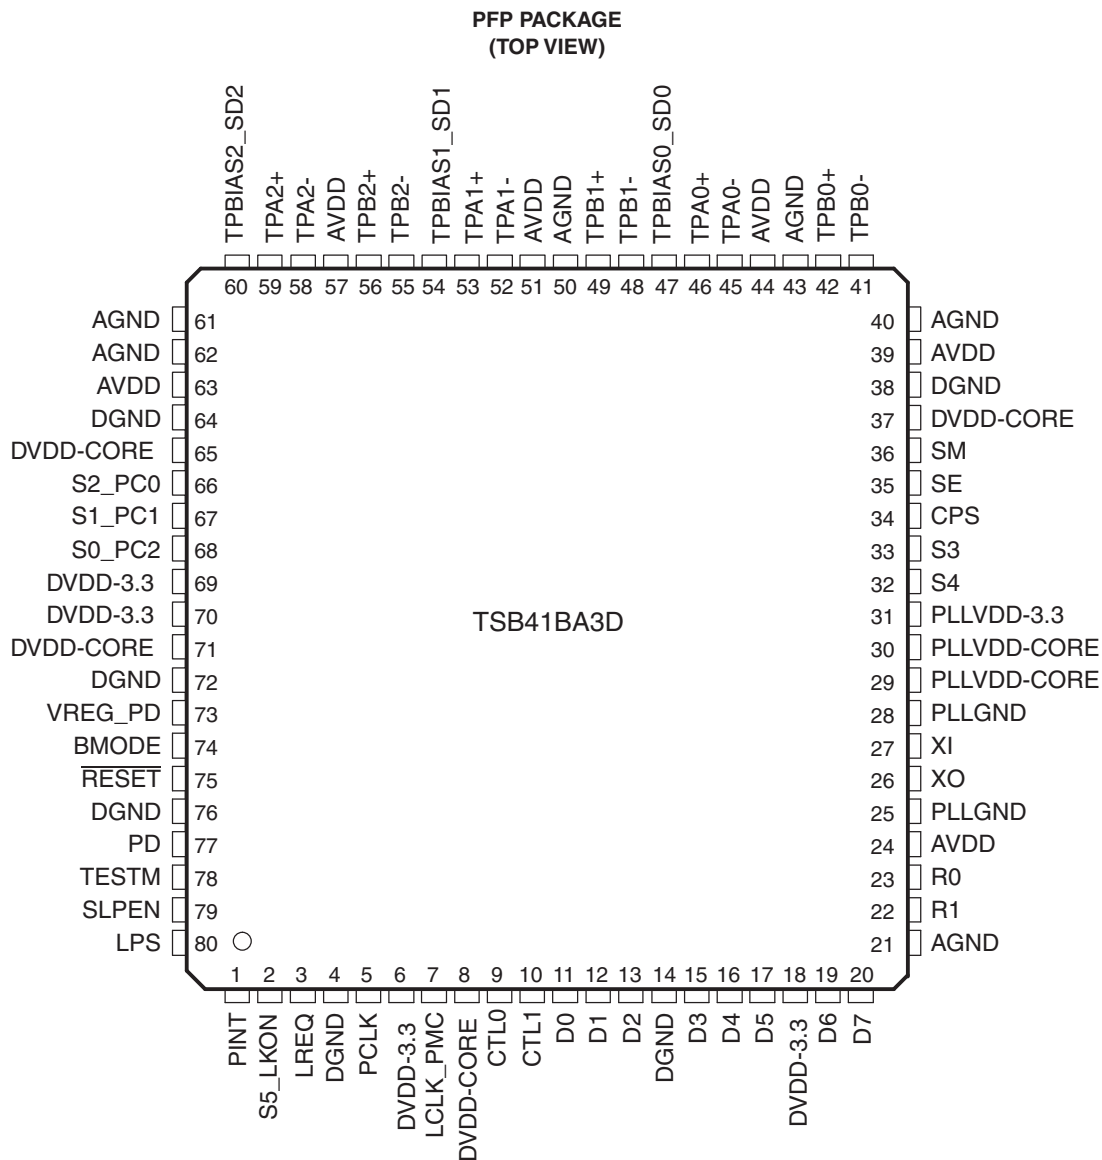 PFP PACKAGE
(TOP VIEW)
TPBIAS2_SD2
TPA2+
TPA2-
AVDD
TPB2+
TPB2-
TPBIAS1_SD1
TPA1+
TPA1-
AVDD
AGND
TPB1+
TPB1-
TPBIAS0_SD0
TPA0+
TPA0-
AVDD
AGND
TPB0+
TPB0-
60 59 58 57 56 55 54 53 52 51 50 49 48 47 46 45 44 43 42 41
AGND 61 40 AGND
AGND 62 39 AVDD
AVDD 63 38 DGND
DGND 64 37 DVDD-CORE
DVDD-CORE 65 36 SM
S2_PC0 66 35 SE
S1_PC1 67 34 CPS
S0_PC2 68 33 S3
DVDD-3.3 69 32 S4
DVDD-3.3 70 31 PLLVDD-3.3
TSB41BA3D
DVDD-CORE 71 30 PLLVDD-CORE
DGND 72 29 PLLVDD-CORE
VREG_PD 73 28 PLLGND
BMODE 74 27 XI
RESET 75 26 XO
DGND 76 25 PLLGND
PD 77 24 AVDD
TESTM 78 23 R0
SLPEN 79 22 R1
LPS 80 21 AGND
1 2 3 4 5 6 7 8 9 10 11 12 13 14 15 16 17 18 19 20
PINT
S5_LKON
LREQ
DGND
PCLK
DVDD-3.3
LCLK_PMC
DVDD-CORE
CTL0
CTL1
D0
D1
D2
DGND
D3
D4
D5
DVDD-3.3
D6
D7